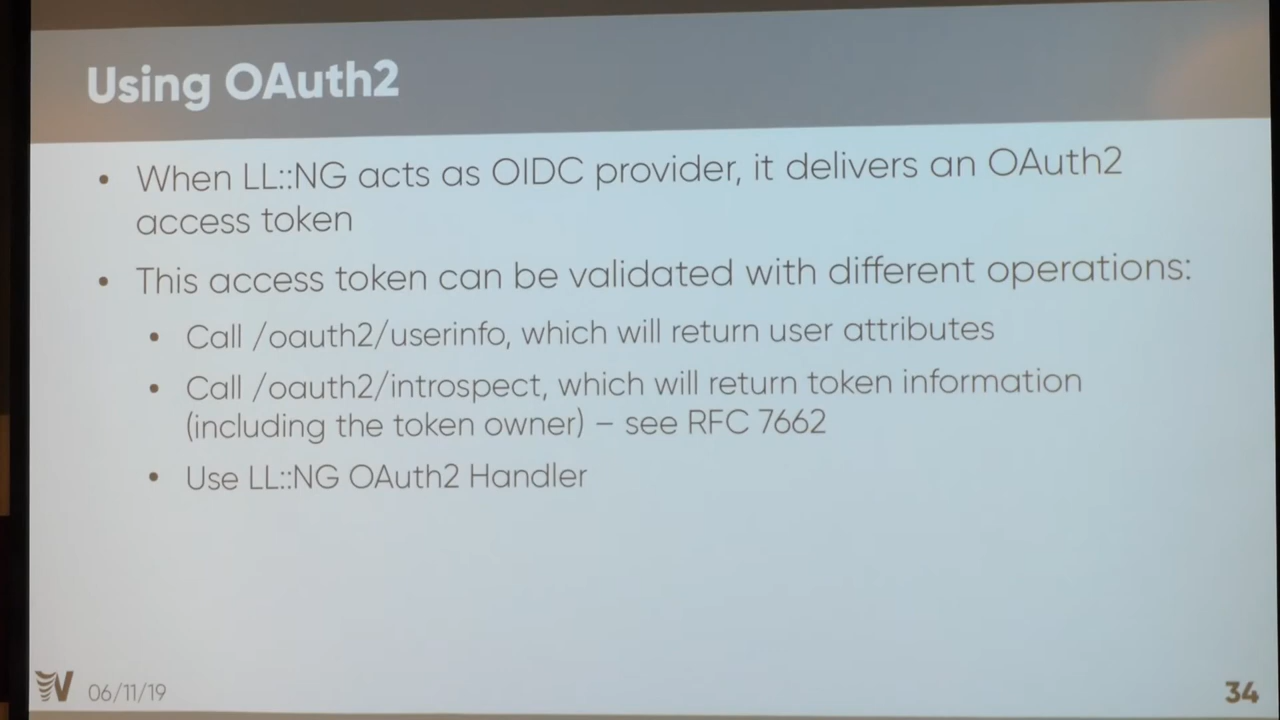 Using OAuth2
• When LL::NG acts as OIDC provider, it delivers an OAuth2
access token
• This access token can be validated with different operations:
• Call /oauth2/userinfo, which will return user attributes
• Call /oauth2/introspect, which will return token information
(including the token owner) – see RFC 7662
• Use LL::NG OAuth2 Handler
06/11/19
34